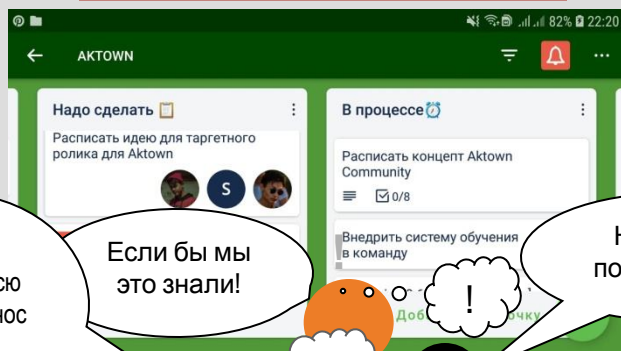 82% 22:20
AKTOWN
Надо сделать
Расписать идею для таргетного
ролика для Aktown
S
В процессе
Расписать концепт Aktown
Community
0/8
Внедрить систему обучения
в команду
Если бы мы
это знали!
!
!